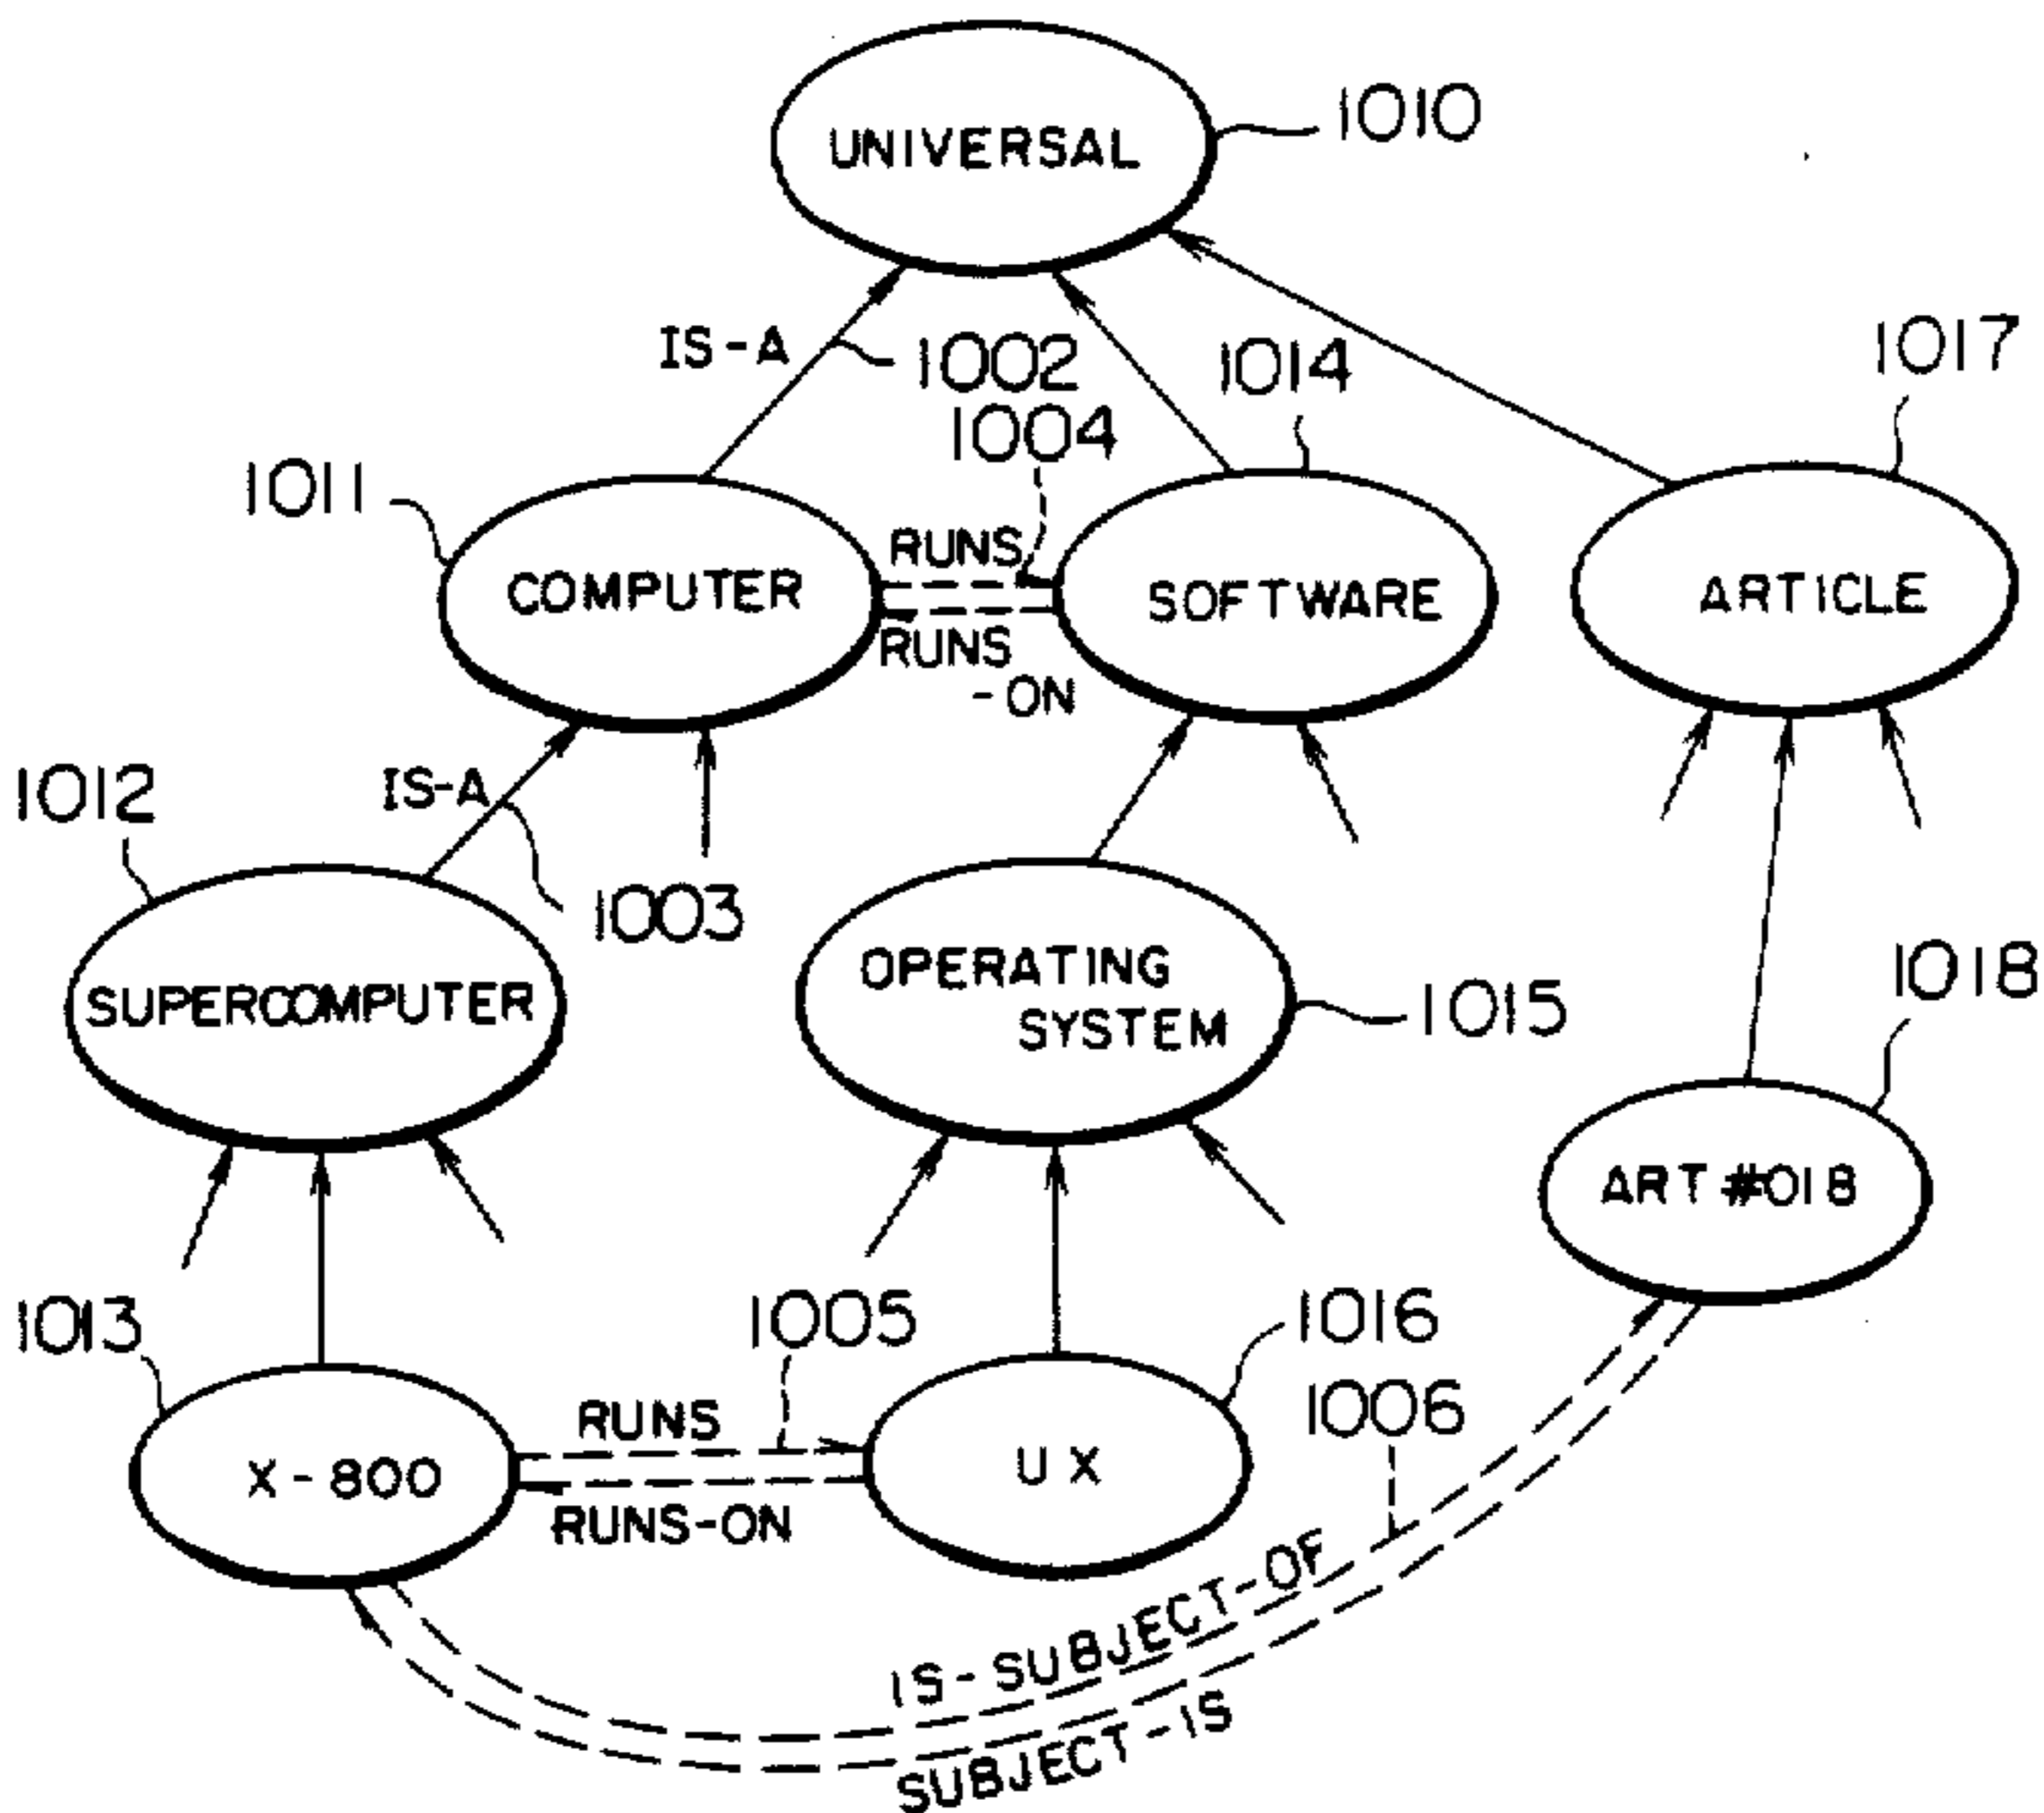 UNIVERSAL
1010
IS-A
1002
1014
1017
1004
1011
RUNS
COMPUTER
SOFTWARE
ARTICLE
RUNS
-ON
1012
IS-A
1003
SUPERCOMPUTER
OPERATING
SYSTEM
1015
1018
ART #018
1013
1005
1016
1006
RUNS
X-800
UX
RUNS-ON
IS-SUBJECT-OF
SUBJECT-IS